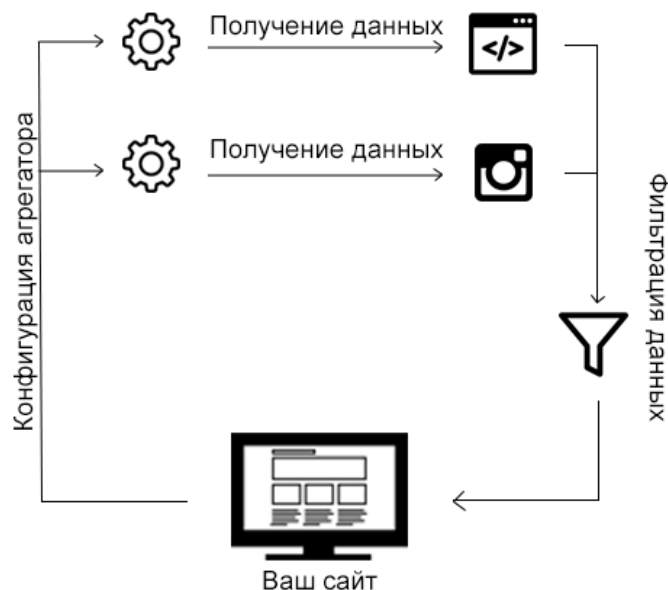 Получение данных
</>
Получение данных
Конфигурация агрегатора
Фильтрация данных
Ваш сайт